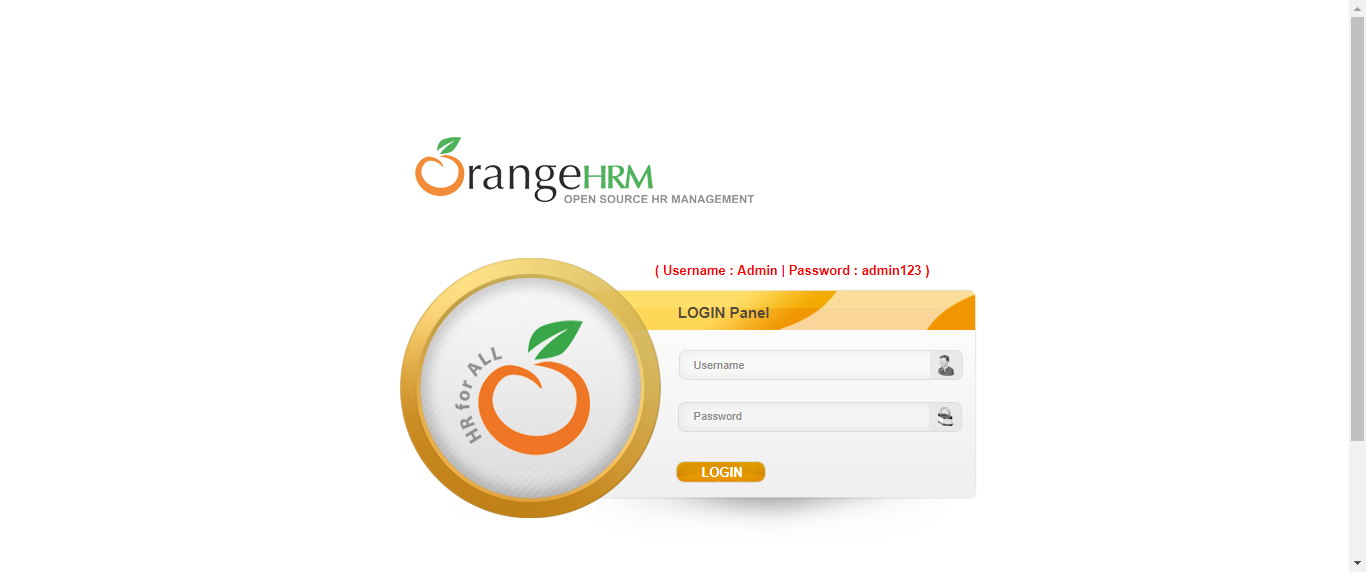 OrangeHRM
OPEN SOURCE HR MANAGEMENT
( Username : Admin | Password : admin123 )
LOGIN Panel
HR for ALL
Username
Password
LOGIN